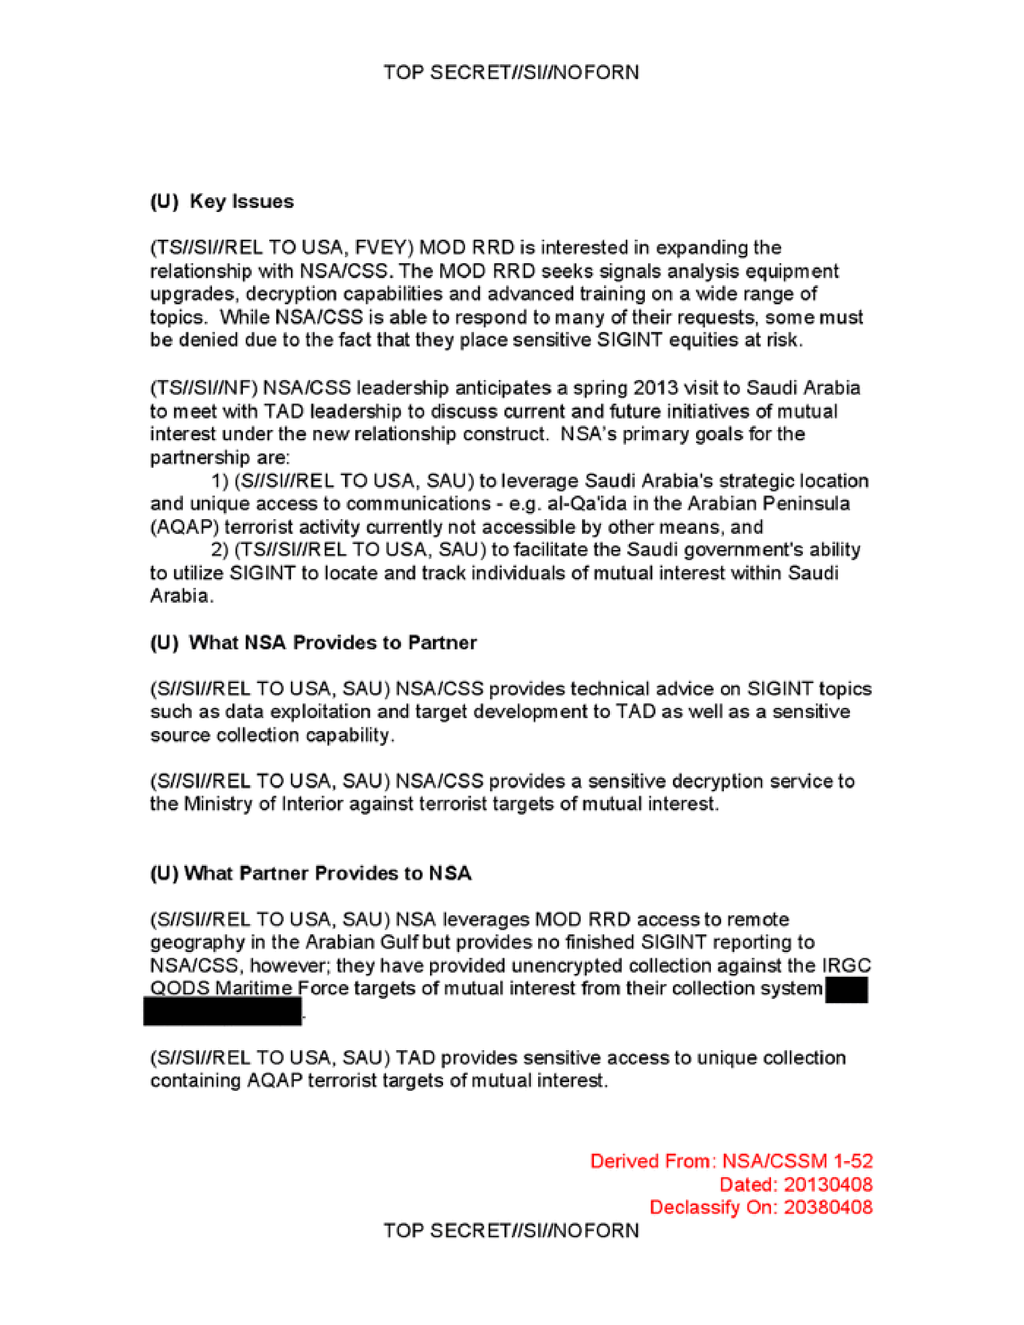 TOP SECRET//SI//NOFORN
(U) Key Issues
(TS//SI//REL TO USA, FVEY) MOD RRD is interested in expanding the
relationship with NSA/CSS. The MOD RRD seeks signals analysis equipment
upgrades, decryption capabilities and advanced training on a wide range of
topics. While NSA/CSS is able to respond to many of their requests, some must
be denied due to the fact that they place sensitive SIGINT equities at risk.
(TS//SI//NF) NSA/CSS leadership anticipates a spring 2013 visit to Saudi Arabia
to meet with TAD leadership to discuss current and future initiatives of mutual
interest under the new relationship construct. NSA's primary goals for the
partnership are:
1) (S//SI//REL TO USA, SAU) to leverage Saudi Arabia's strategic location
and unique access to communications - e.g. al-Qa'ida in the Arabian Peninsula
(AQAP) terrorist activity currently not accessible by other means, and
2) (TS//SI//REL TO USA, SAU) to facilitate the Saudi government's ability
to utilize SIGINT to locate and track individuals of mutual interest within Saudi
Arabia.
(U) What NSA Provides to Partner
(S//SI//REL TO USA, SAU) NSA/CSS provides technical advice on SIGINT topics
such as data exploitation and target development to TAD as well as a sensitive
source collection capability.
(S//SI//REL TO USA, SAU) NSA/CSS provides a sensitive decryption service to
the Ministry of Interior against terrorist targets of mutual interest.
(U) What Partner Provides to NSA
(S//SI//REL TO USA, SAU) NSA leverages MOD RRD access to remote
geography in the Arabian Gulf but provides no finished SIGINT reporting to
NSA/CSS, however; they have provided unencrypted collection against the IRGC
QODS Maritime Force targets of mutual interest from their collection system
.
(S//SI//REL TO USA, SAU) TAD provides sensitive access to unique collection
containing AQAP terrorist targets of mutual interest.
Derived From: NSA/CSSM 1-52
Dated: 20130408
Declassify On: 20380408
TOP SECRET//SI//NOFORN